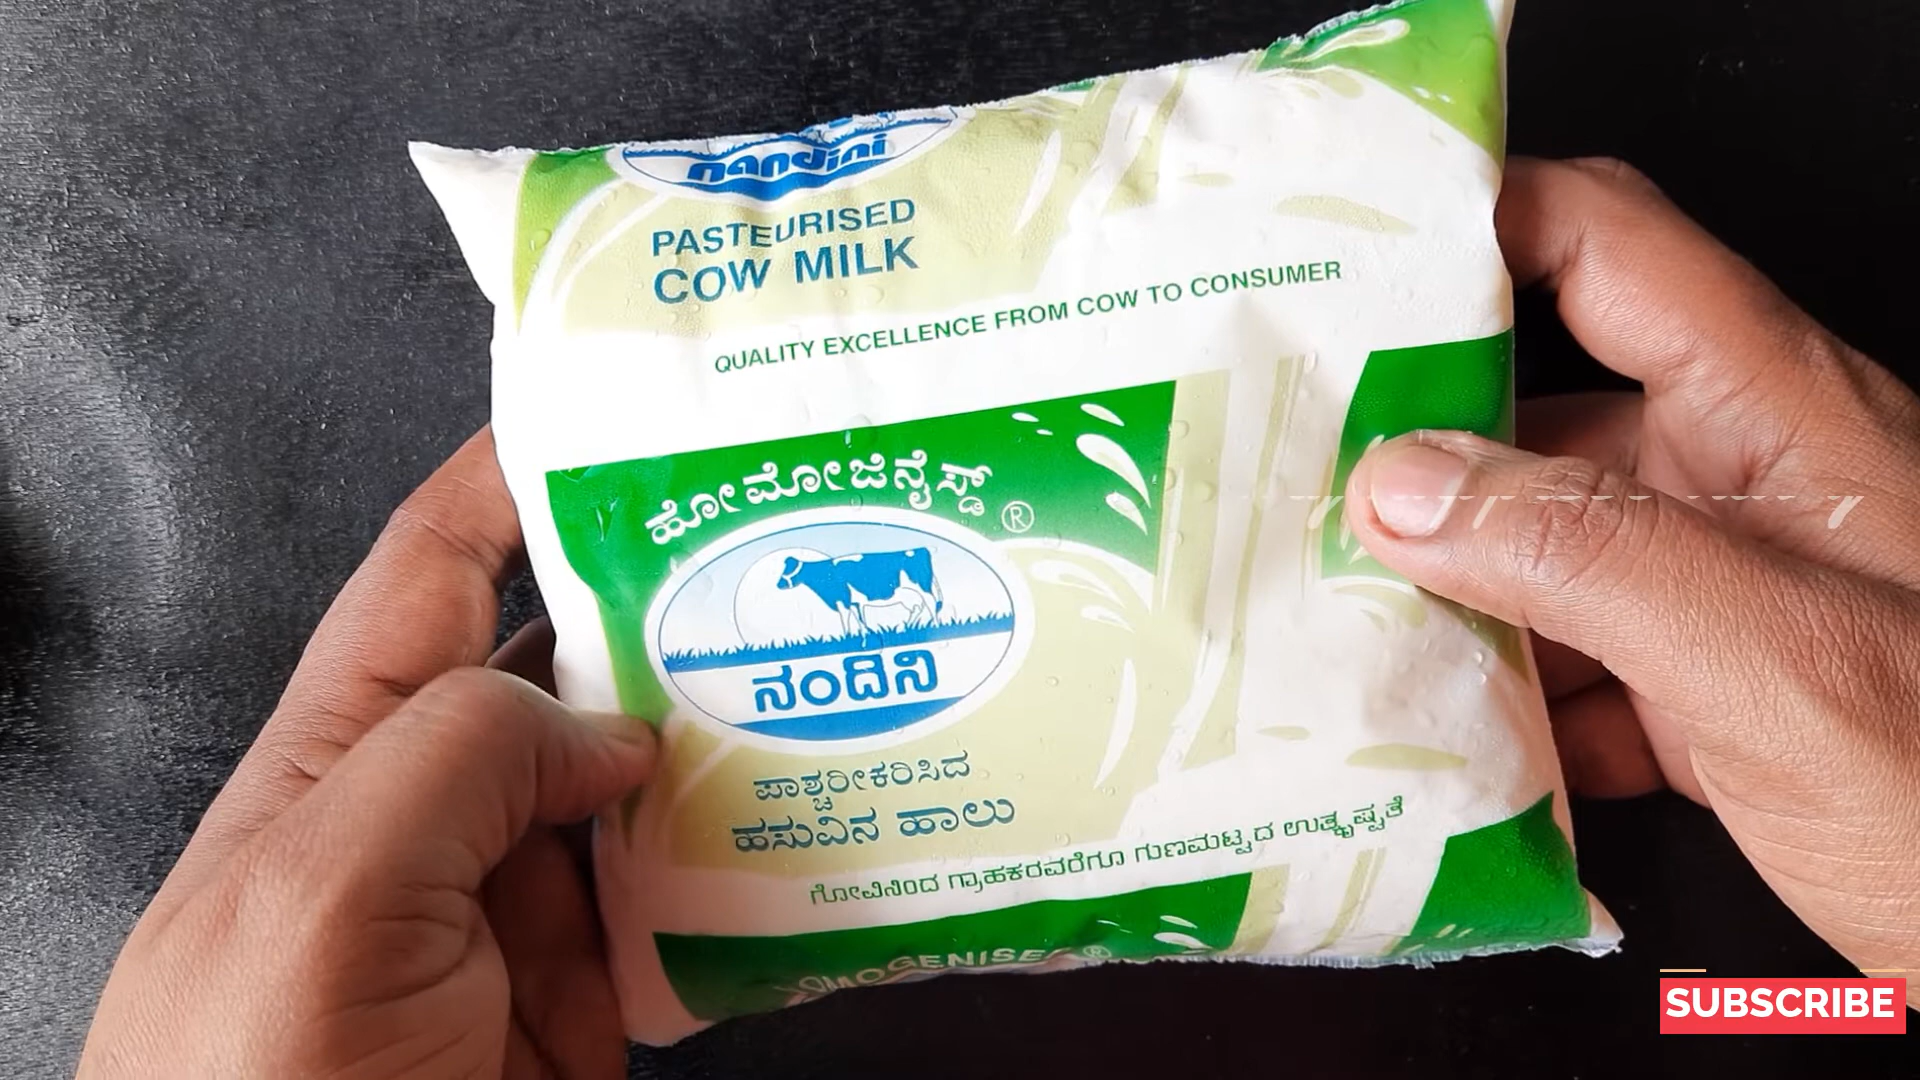 nandini
PASTEURISED
COW MILK
QUALITY EXCELLENCE FROM COW TO CONSUMER
ಹೋಮೋಜಿನೈಸ್ಡ್ ®
ನಂದಿನಿ
ಪಾಶ್ಚರೀಕರಿಸಿದ
ಹಸುವಿನ ಹಾಲು
ಗೋವಿನಿಂದ ಗ್ರಾಹಕರವರೆಗೂ ಗುಣಮಟ್ಟದ ಉತ್ಕೃಷ್ಟತೆ
SUBSCRIBE